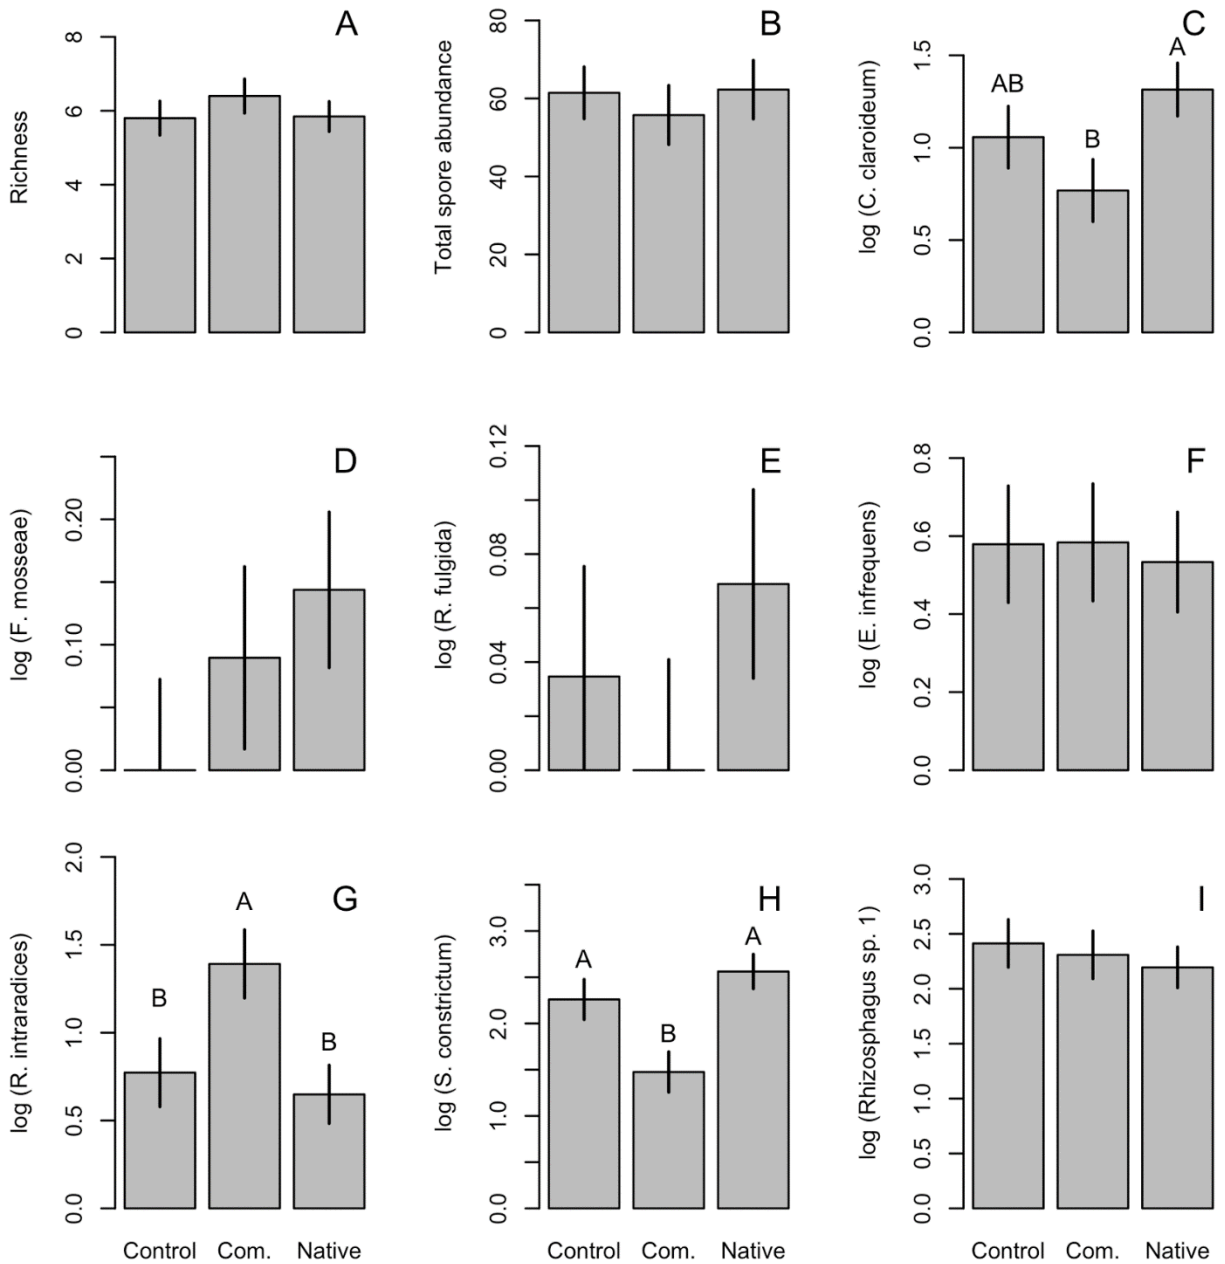 A
Richness
0
2
4
6
8
B
Total spore abundance
0
20
40
60
80
C
log (C. claroideum)
0.0
0.5
1.0
1.5
AB
B
A
D
log (F. mosseae)
0.00
0.10
0.20
E
log (R. fulgida)
0.00
0.04
0.08
0.12
F
log (E. infrequens)
0.0
0.2
0.4
0.6
0.8
G
log (R. intraradices)
0.0
0.5
1.0
1.5
2.0
B
A
B
Control Com. Native
H
log (S. constrictum)
0.0
1.0
2.0
3.0
A
B
A
Control Com. Native
I
log (Rhizosphagus sp. 1)
0.0
0.5
1.0
1.5
2.0
2.5
3.0
Control Com. Native